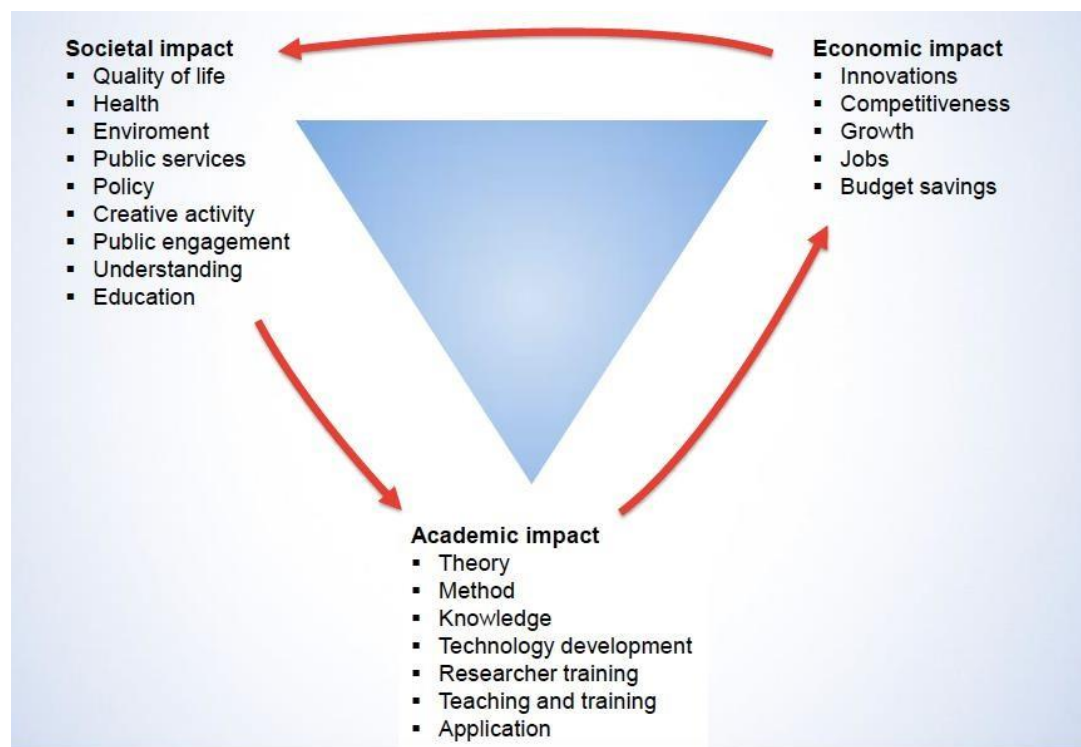 Societal impact
▪ Quality of life
▪ Health
▪ Enviroment
▪ Public services
▪ Policy
▪ Creative activity
▪ Public engagement
▪ Understanding
▪ Education
Economic impact
▪ Innovations
▪ Competitiveness
▪ Growth
▪ Jobs
▪ Budget savings
Academic impact
▪ Theory
▪ Method
▪ Knowledge
▪ Technology development
▪ Researcher training
▪ Teaching and training
▪ Application